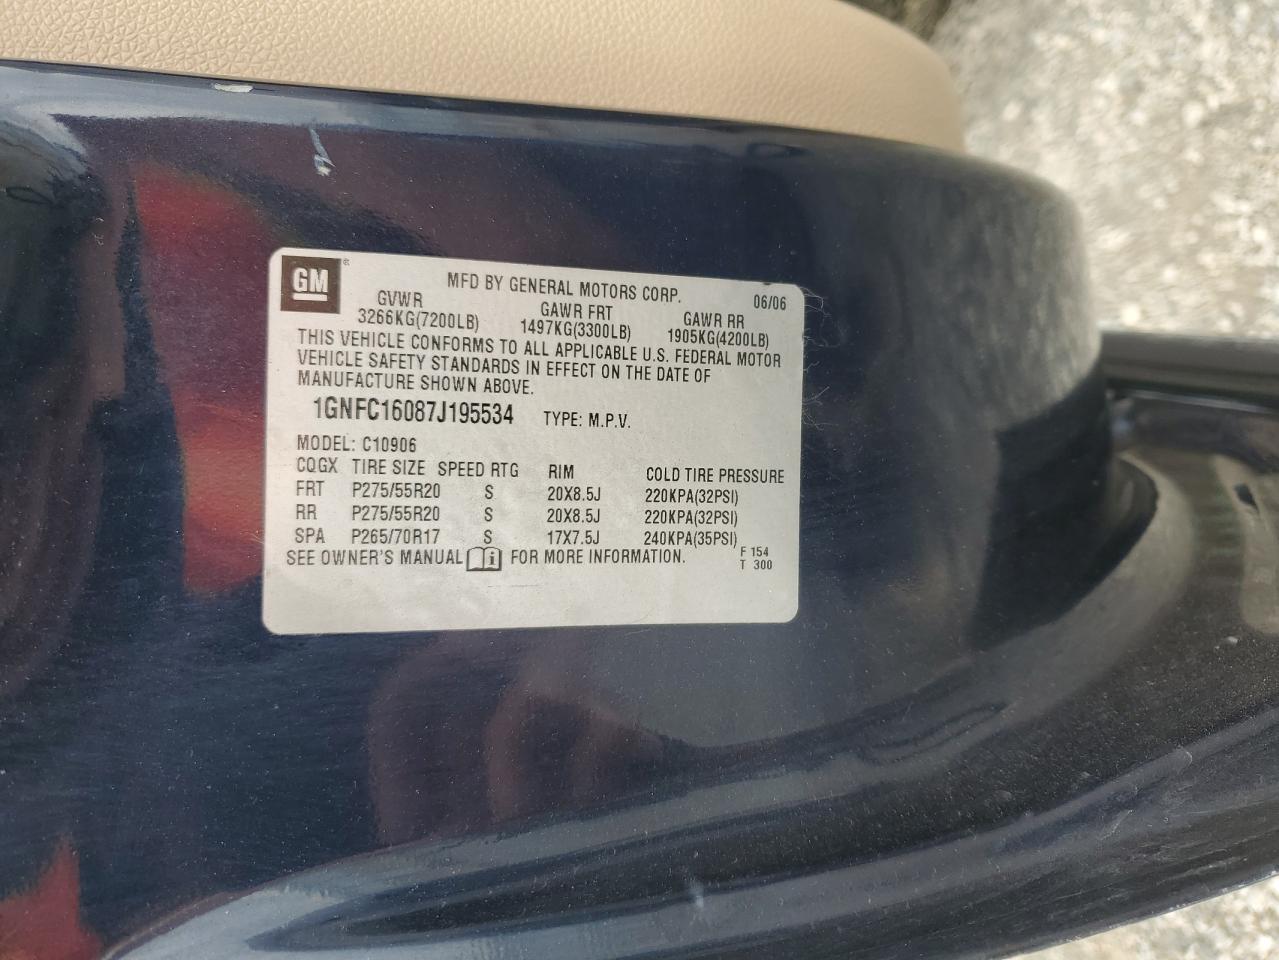 GM ®
MFD BY GENERAL MOTORS CORP. 06/06
GVWR GAWR FRT GAWR RR
3266KG(7200LB) 1497KG(3300LB) 1905KG(4200LB)
THIS VEHICLE CONFORMS TO ALL APPLICABLE U.S. FEDERAL MOTOR
VEHICLE SAFETY STANDARDS IN EFFECT ON THE DATE OF
MANUFACTURE SHOWN ABOVE.
1GNFC16087J195534 TYPE: M.P.V.
MODEL: C10906
COGX TIRE SIZE SPEED RTG RIM COLD TIRE PRESSURE
FRT P275/55R20 S 20X8.5J 220KPA(32PSI)
RR P275/55R20 S 20X8.5J 220KPA(32PSI)
SPA P265/70R17 S 17X7.5J 240KPA(35PSI)
SEE OWNER'S MANUAL i FOR MORE INFORMATION. F 154
T 300